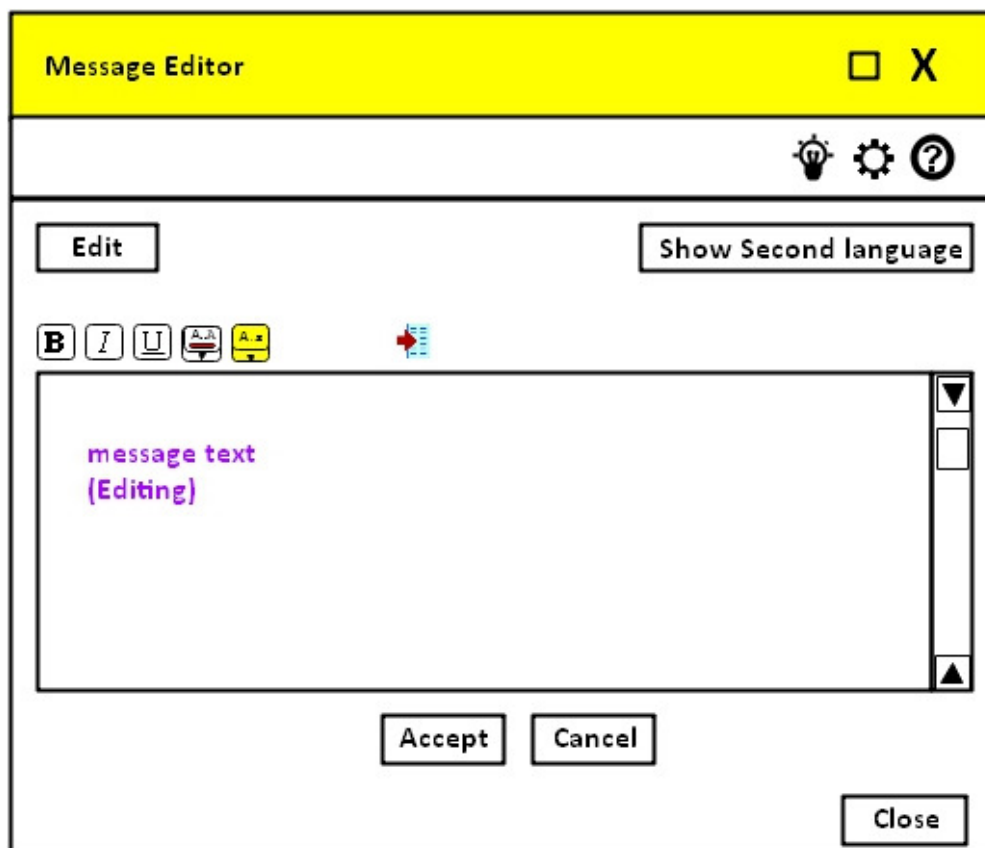 Message Editor
X
?
Edit
Show Second language
B I U A..A A..z
message text
(Editing)
Accept Cancel
Close